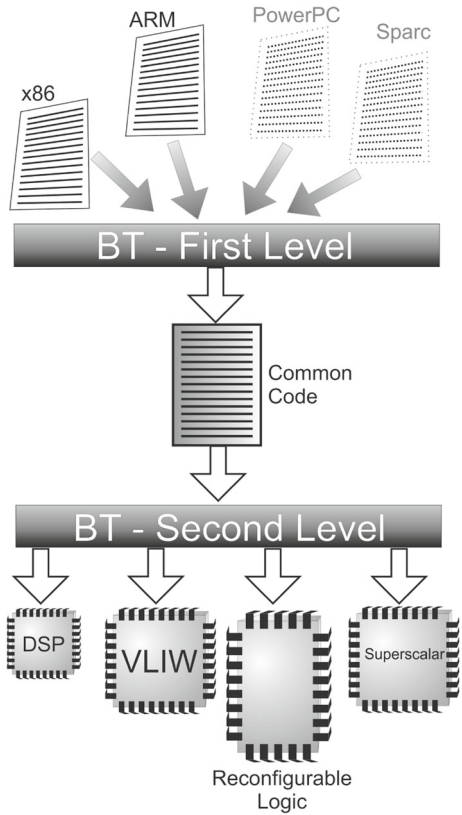 ARM
PowerPC
Sparc
x86
BT - First Level
Common
Code
BT - Second Level
DSP
VLIW
Superscalar
Reconfigurable
Logic